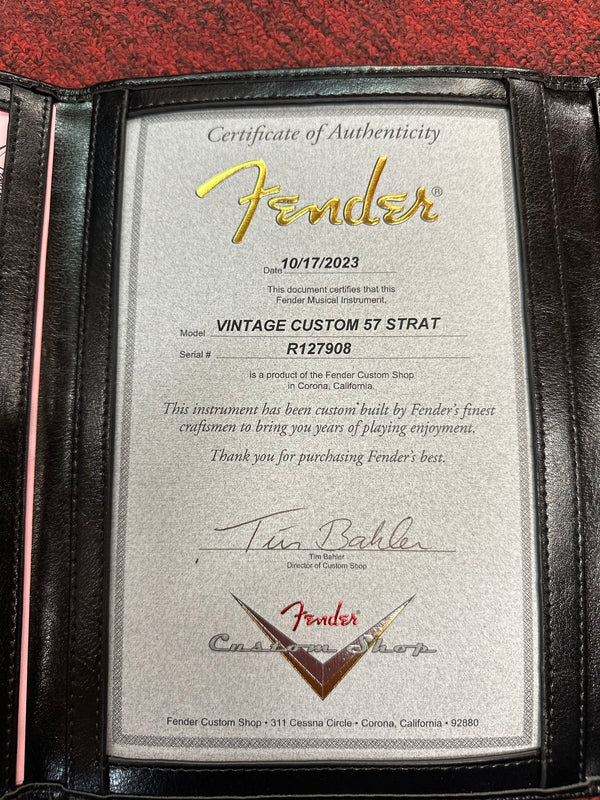 Certificate of Authenticity
Fender®
Date 10/17/2023
This document certifies that this
Fender Musical Instrument,
Model VINTAGE CUSTOM 57 STRAT
Serial # R127908
is a product of the Fender Custom Shop
in Corona, California.
This instrument has been custom built by Fender's finest
craftsmen to bring you years of playing enjoyment.
Thank you for purchasing Fender's best.
Tim Bahler
Tim Bahler
Director of Custom Shop
Fender
Custom Shop
Fender Custom Shop • 311 Cessna Circle • Corona, California • 92880